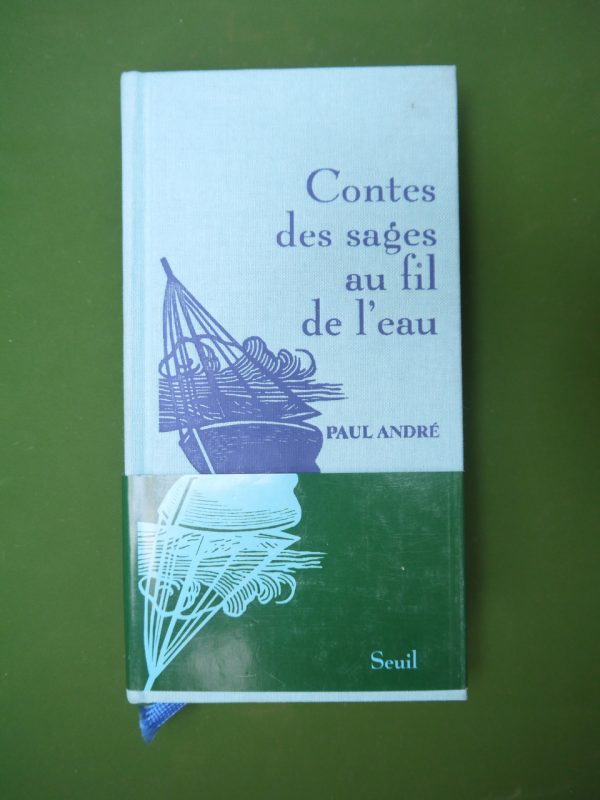 Contes
des sages
au fil
de l'eau
PAUL ANDRÉ
Seuil